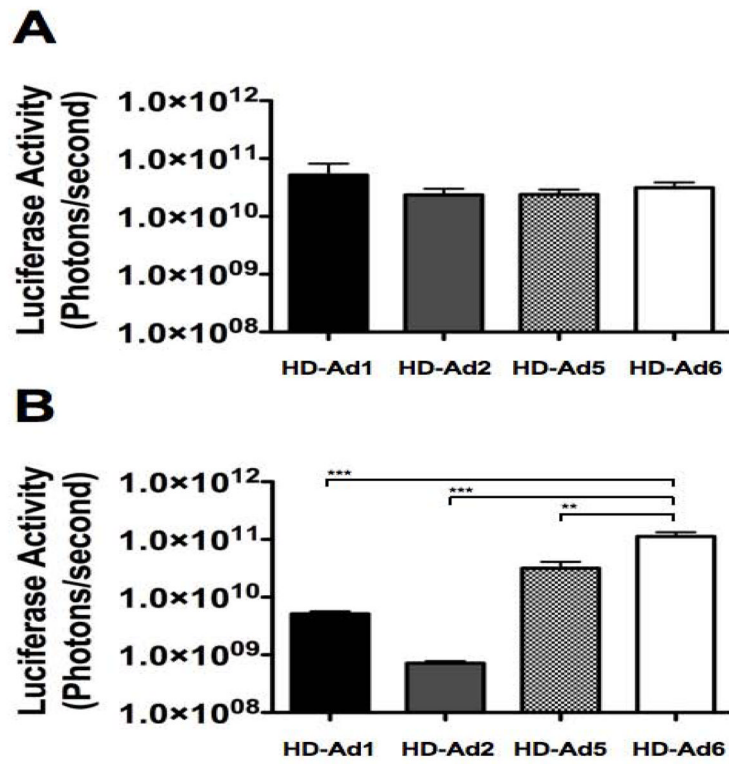 A
Luciferase Activity
(Photons/second)
1.0×10¹²
1.0×10¹¹
1.0×10¹⁰
1.0×10⁰⁹
1.0×10⁰⁸
HD-Ad1 HD-Ad2 HD-Ad5 HD-Ad6
B
Luciferase Activity
(Photons/second)
1.0×10¹²
1.0×10¹¹
1.0×10¹⁰
1.0×10⁰⁹
1.0×10⁰⁸
***
***
**
HD-Ad1 HD-Ad2 HD-Ad5 HD-Ad6